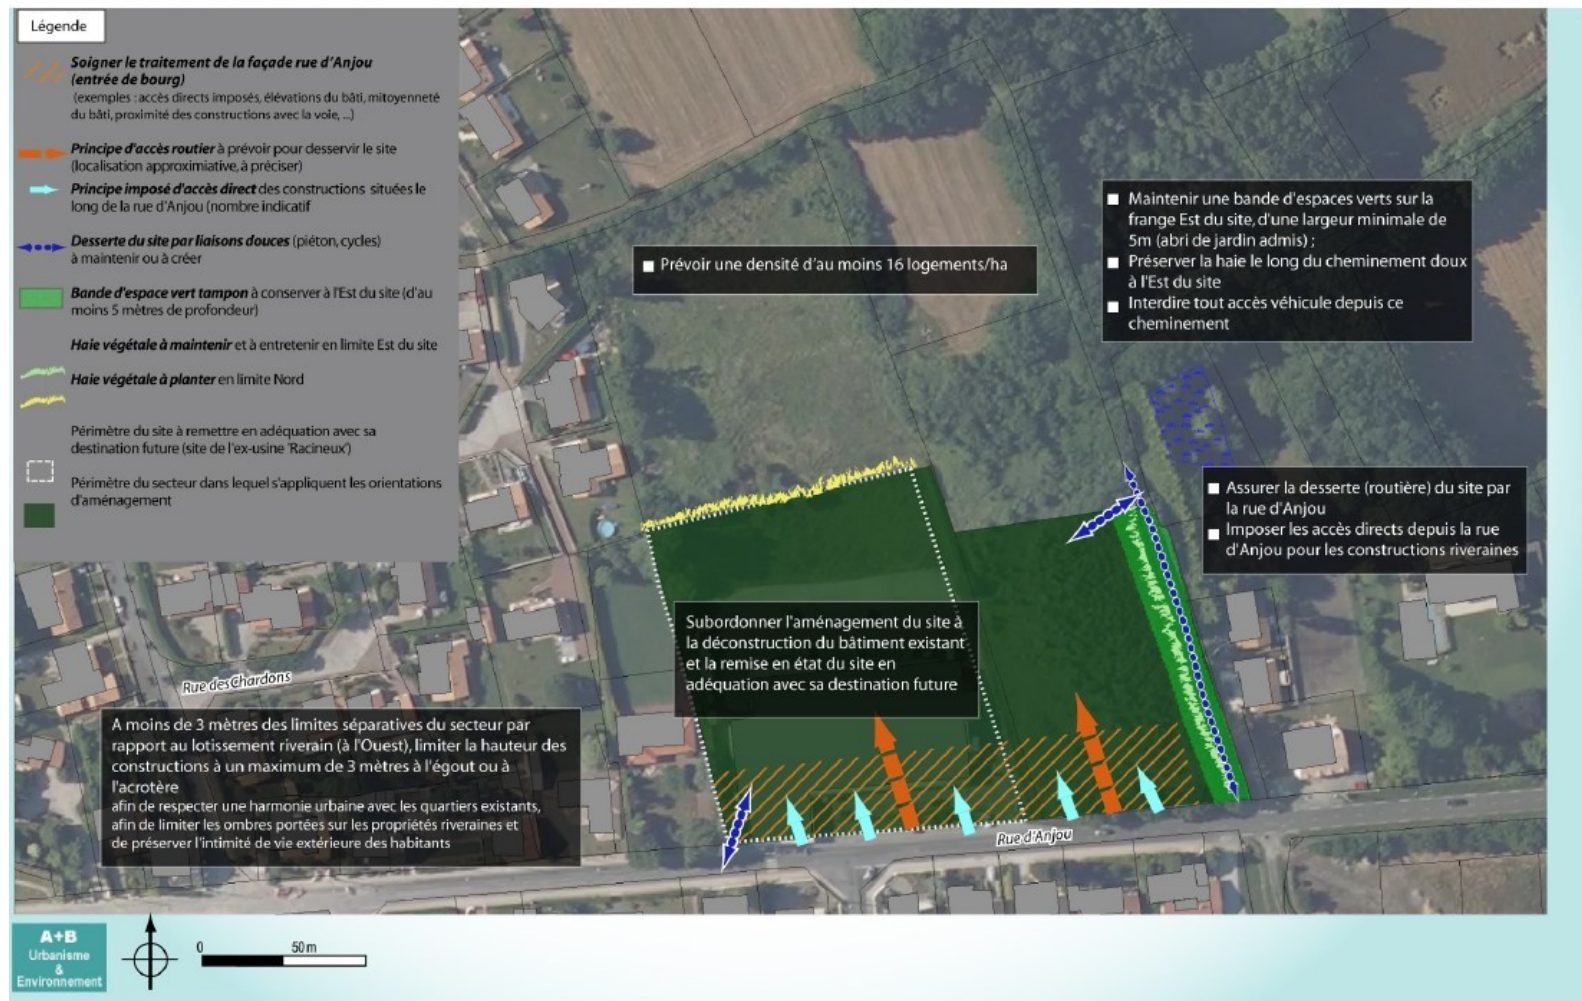 Légende
Soigner le traitement de la façade rue d'Anjou
(entrée de bourg)
(exemples : accès directs imposés, élévations du bâti, mitoyenneté
du bâti, proximité des constructions avec la voie, ...)
Principe d'accès routier à prévoir pour desservir le site
(localisation approximiative, à préciser)
Principe imposé d'accès direct des constructions situées le
long de la rue d'Anjou (nombre indicatif
Desserte du site par liaisons douces (piéton, cycles)
à maintenir ou à créer
Bande d'espace vert tampon à conserver à l'Est du site (d'au
moins 5 mètres de profondeur)
Haie végétale à maintenir et à entretenir en limite Est du site
Haie végétale à planter en limite Nord
Périmètre du site à remettre en adéquation avec sa
destination future (site de l'ex-usine 'Racineux')
Périmètre du secteur dans lequel s'appliquent les orientations
d'aménagement
Prévoir une densité d'au moins 16 logements/ha
Maintenir une bande d'espaces verts sur la
frange Est du site, d'une largeur minimale de
5m (abri de jardin admis) ;
Préserver la haie le long du cheminement doux
à l'Est du site
Interdire tout accès véhicule depuis ce
cheminement
Assurer la desserte (routière) du site par
la rue d'Anjou
Imposer les accès directs depuis la rue
d'Anjou pour les constructions riveraines
Subordonner l'aménagement du site à
la déconstruction du bâtiment existant
et la remise en état du site en
adéquation avec sa destination future
Rue des Chardons
A moins de 3 mètres des limites séparatives du secteur par
rapport au lotissement riverain (à l'Ouest), limiter la hauteur des
constructions à un maximum de 3 mètres à l'égout ou à
l'acrotère
afin de respecter une harmonie urbaine avec les quartiers existants,
afin de limiter les ombres portées sur les propriétés riveraines et
de préserver l'intimité de vie extérieure des habitants
Rue d'Anjou
A+B
Urbanisme
&
Environnement
0 50 m